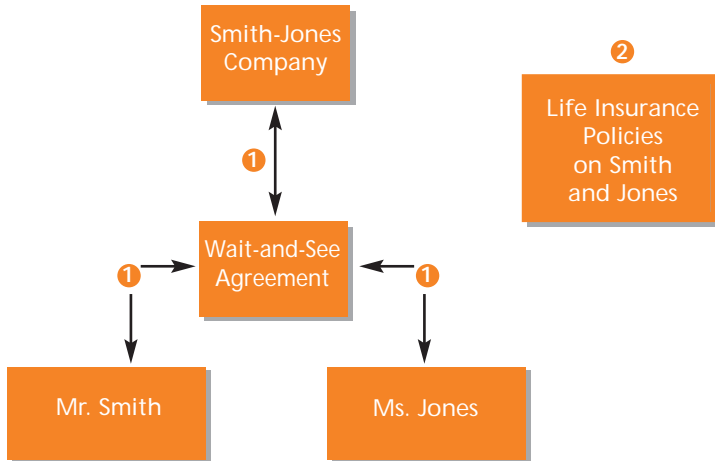 Smith-Jones
Company
2
Life Insurance
Policies
on Smith
and Jones
1
Wait-and-See
Agreement
1
1
Mr. Smith
Ms. Jones